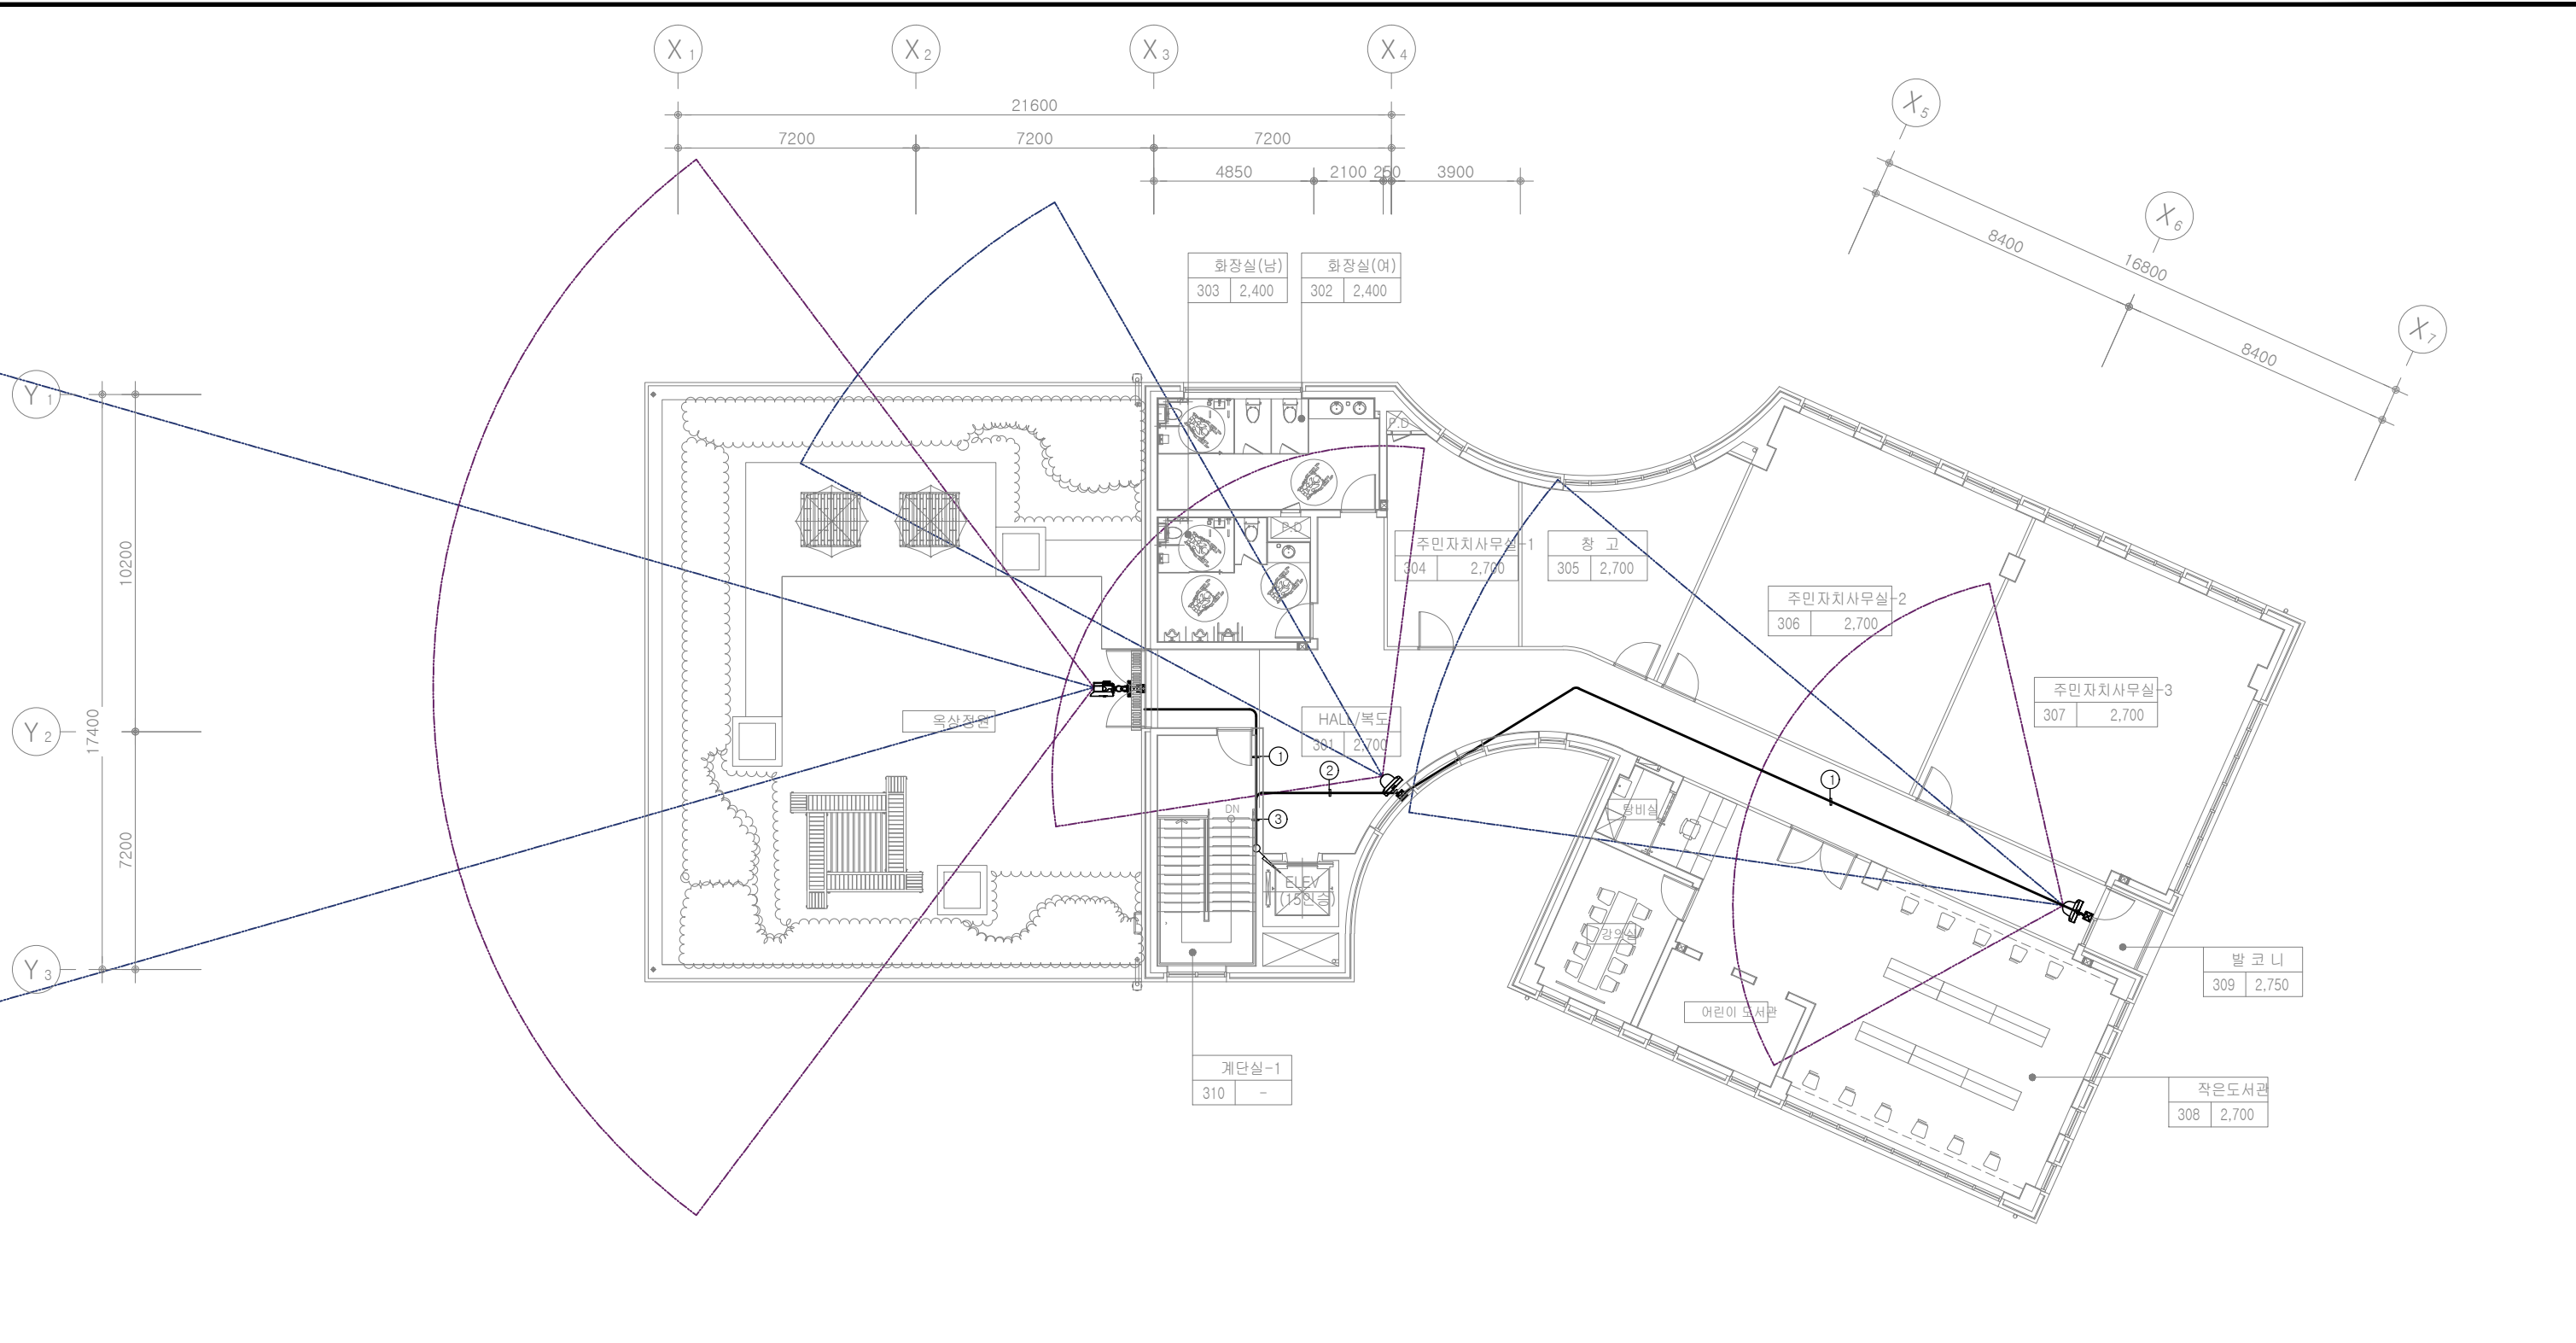 X1
X2
X3
X4
X5
X6
X7
21600
7200
7200
7200
4850
2100
250
3900
8400
16800
8400
화장실(남)
303
2,400
화장실(여)
302
2,400
Y1
Y2
Y3
10200
17400
7200
P.D
P.D
주민자치사무실-1
304
2,700
창 고
305
2,700
주민자치사무실-2
306
2,700
주민자치사무실-3
307
2,700
옥상정원
HALL/복도
301
2,700
1
2
3
1
DN
ELEV
(15인승)
탕비실
강의실
어린이 도서관
발 코 니
309
2,750
작은도서관
308
2,700
계단실-1
310
-